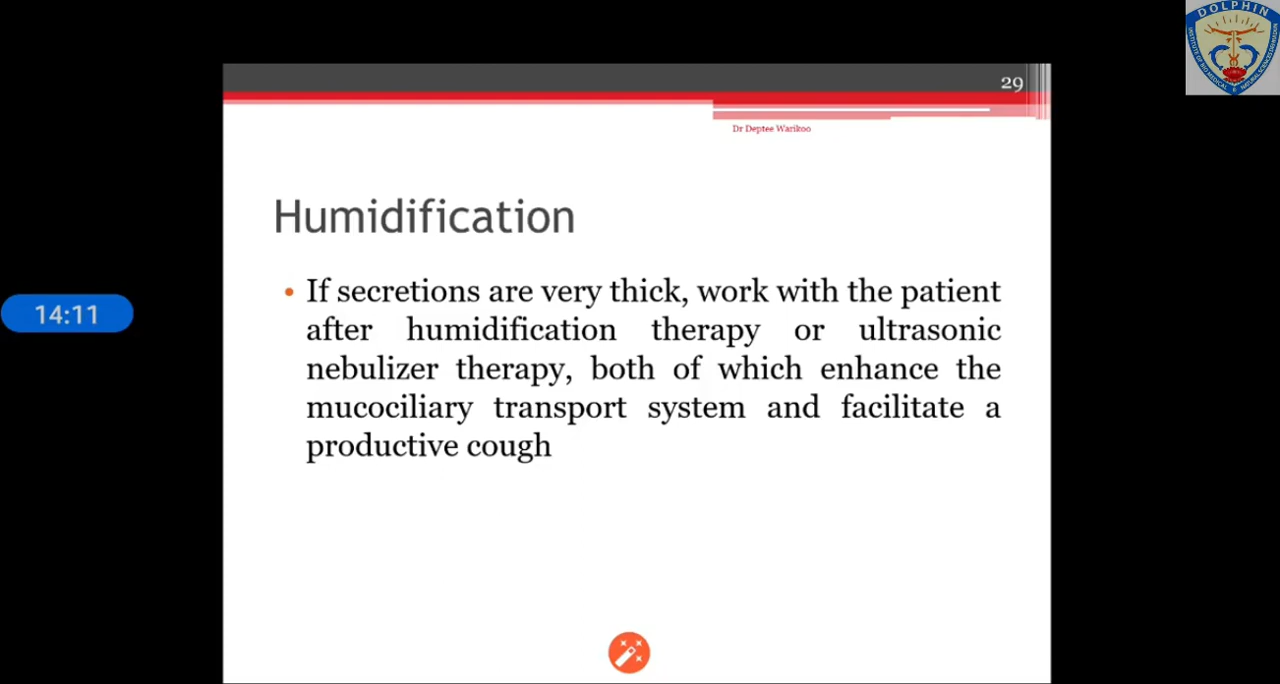 DOLPHIN
29
Dr Deptee Warikoo
Humidification
• If secretions are very thick, work with the patient
after humidification therapy or ultrasonic
14:11
nebulizer therapy, both of which enhance the
mucociliary transport system and facilitate a
productive cough